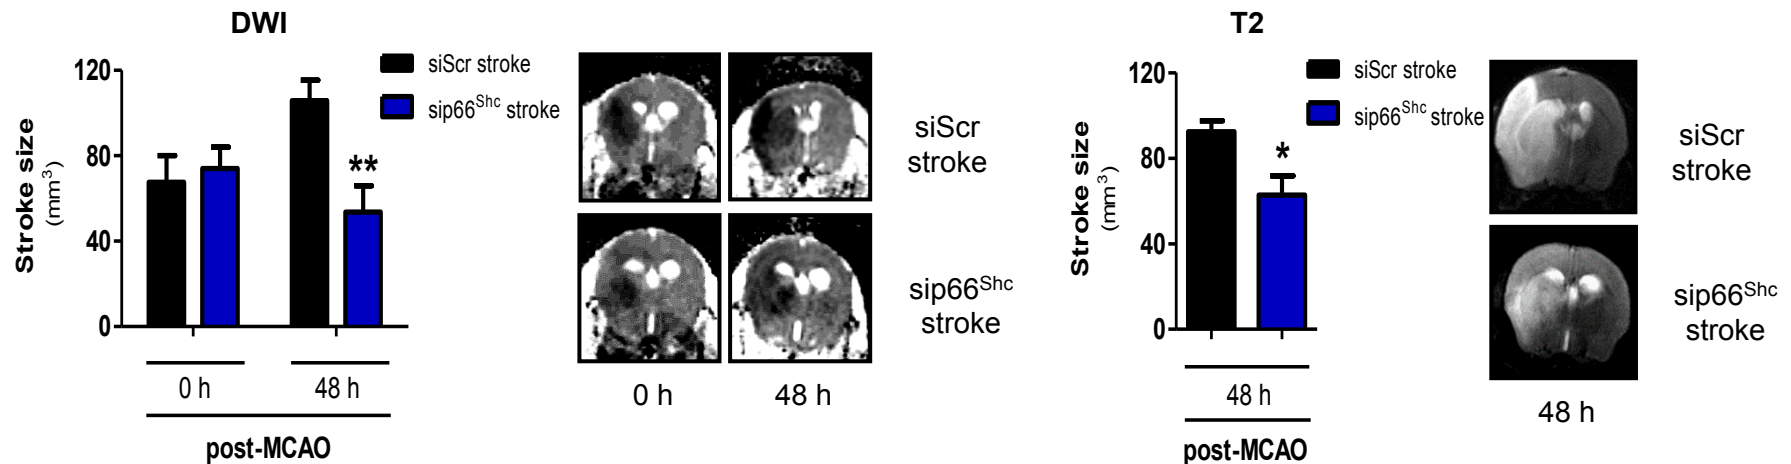 DWI
siScr stroke
sip66Shc stroke
120
80
40
0
Stroke size
(mm3)
0 h
48 h
post-MCAO
siScr
stroke
sip66Shc
stroke
0 h
48 h
T2
siScr stroke
sip66Shc stroke
120
80
40
0
Stroke size
(mm3)
**
*
48 h
post-MCAO
siScr
stroke
sip66Shc
stroke
48 h